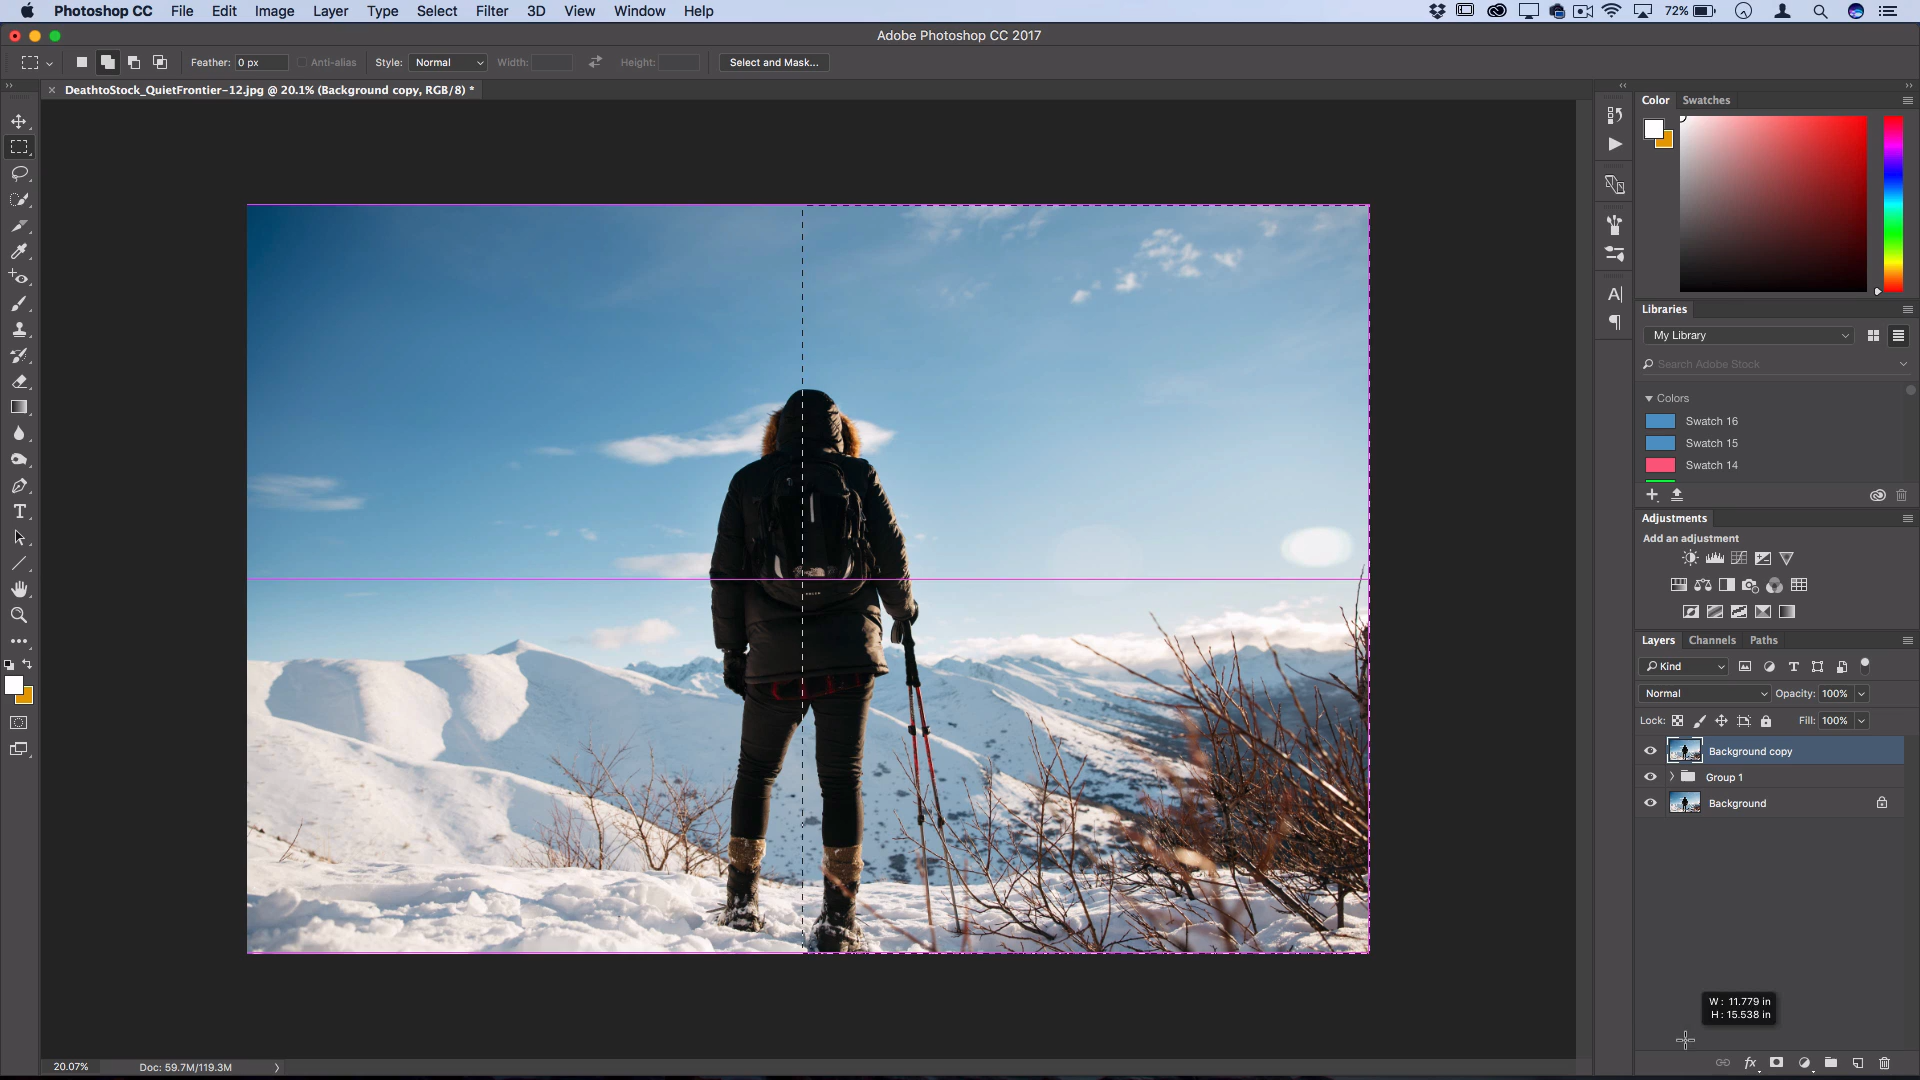 Photoshop CC File Edit Image Layer Type Select Filter 3D View Window Help 72%
Adobe Photoshop CC 2017
Feather: 0 px Anti-alias Style: Normal Width: Height: Select and Mask...
DeathtoStock_QuietFrontier-12.jpg @ 20.1% (Background copy, RGB/8) *
Color Swatches
Libraries
My Library
Search Adobe Stock
Colors
Swatch 16
Swatch 15
Swatch 14
Adjustments
Add an adjustment
Layers Channels Paths
Kind
Normal Opacity: 100%
Lock: Fill: 100%
Background copy
Group 1
Background
W: 11.779 in
H: 15.538 in
20.07% Doc: 59.7M/119.3M